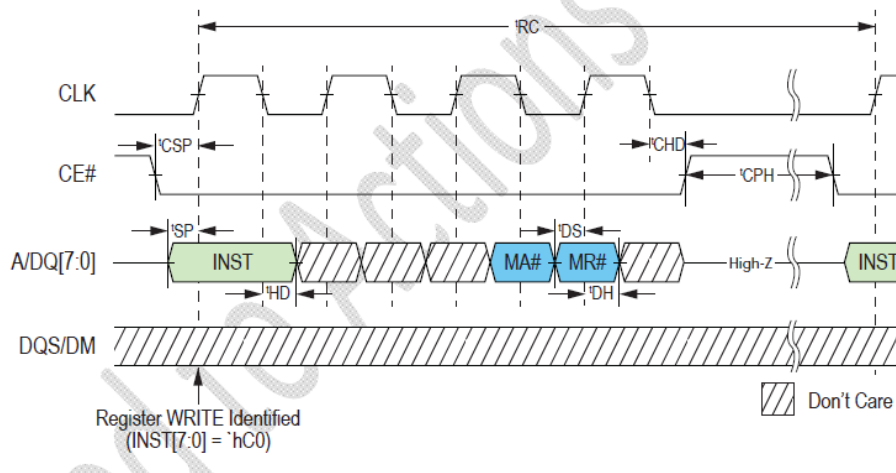 tRC
CLK
tCSP
tCHD
CE#
tCPH
tSP
tDS
A/DQ[7:0]
INST
MA#
MR#
High-Z
INST
tHD
tDH
DQS/DM
Register WRITE Identified
(INST[7:0] = `hC0)
Don't Care